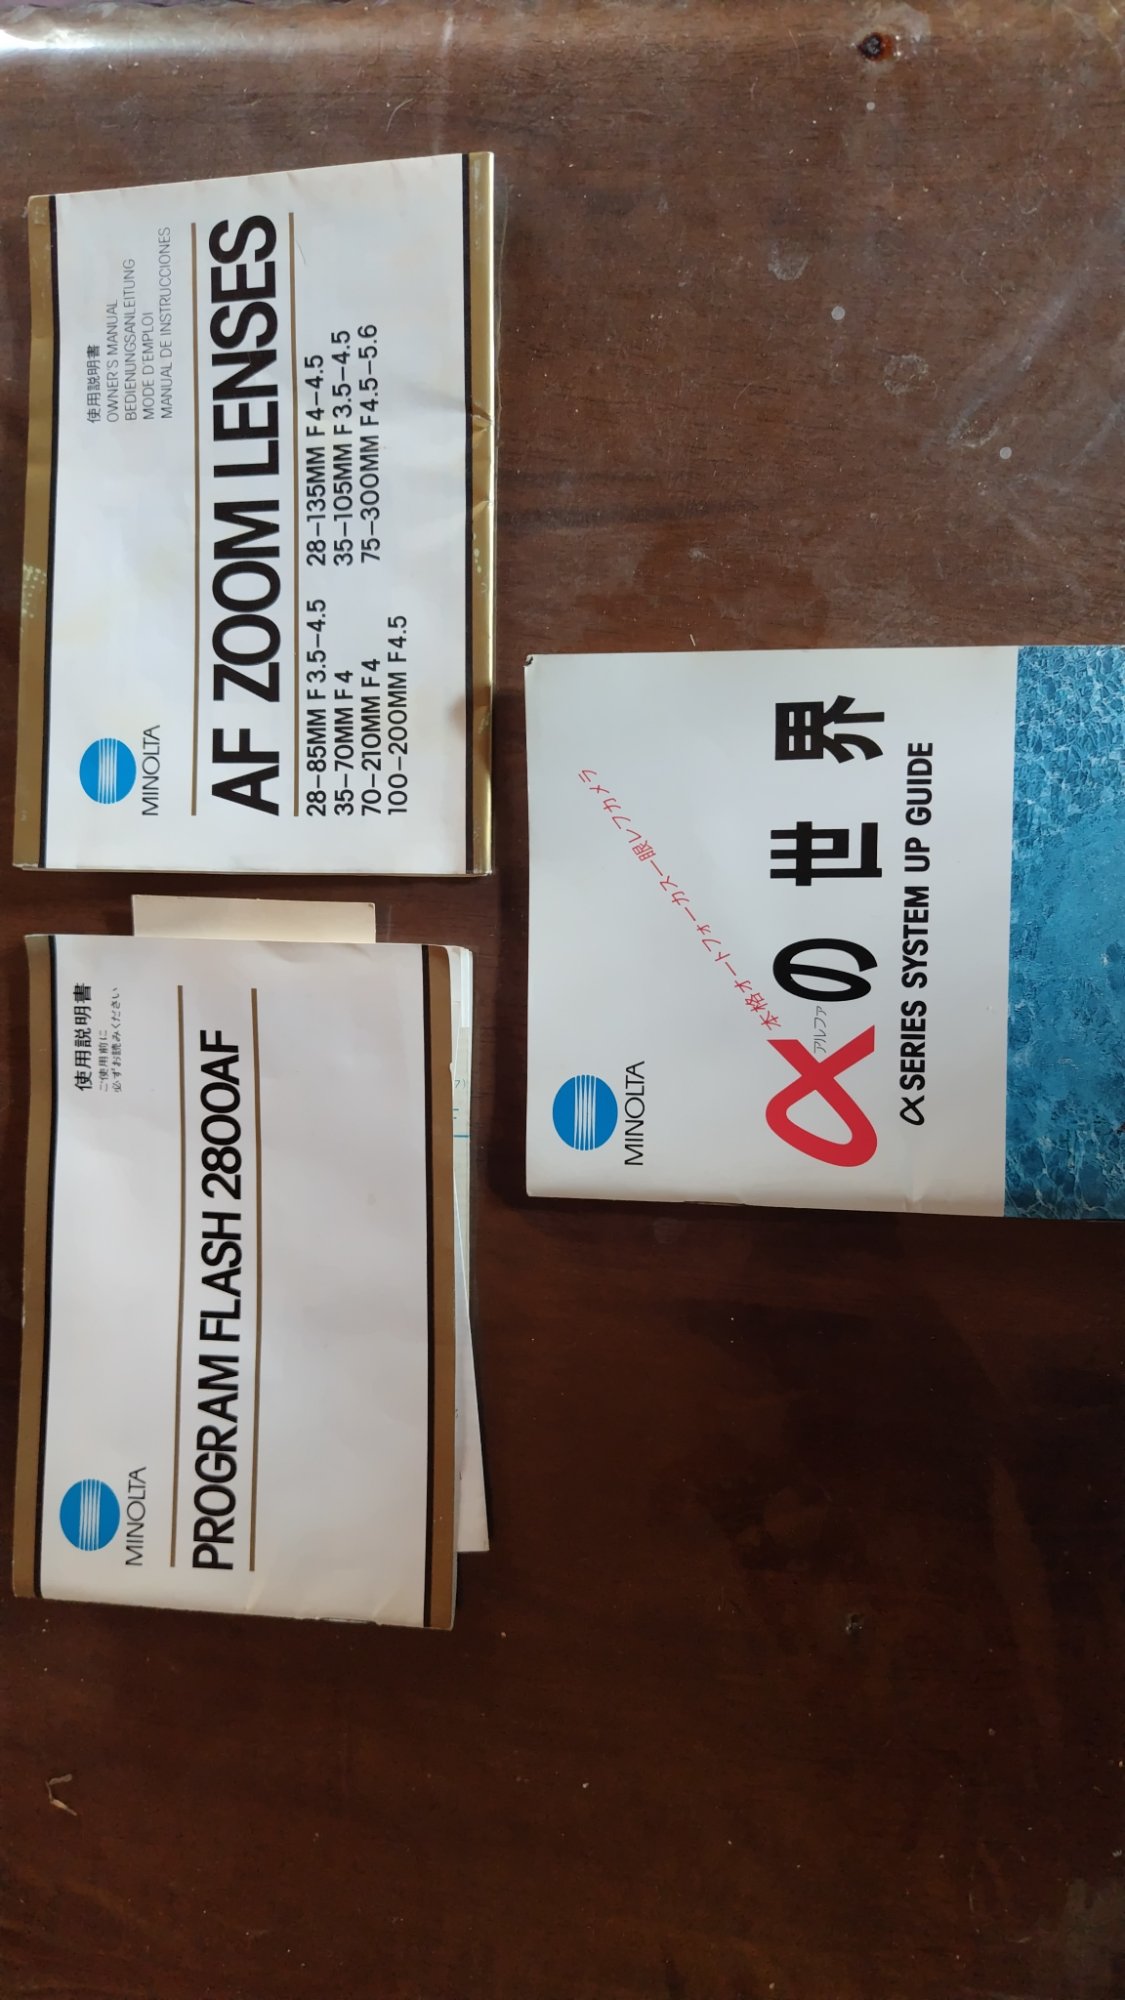 MINOLTA
使用説明書
OWNER'S MANUAL
BEDIENUNGSANLEITUNG
MODE D'EMPLOI
MANUAL DE INSTRUCCIONES
AF ZOOM LENSES
28–85MM F 3.5–4.5
35–70MM F 4
70–210MM F 4
100–200MM F 4.5
28–135MM F 4–4.5
35–105MM F 3.5–4.5
75–300MM F 4.5–5.6
MINOLTA
使用説明書
ご使用前に
必ずお読みください
PROGRAM FLASH 2800AF
MINOLTA
本格オートフォーカス一眼レフカメラ
αの世界
アルファ
α SERIES SYSTEM UP GUIDE